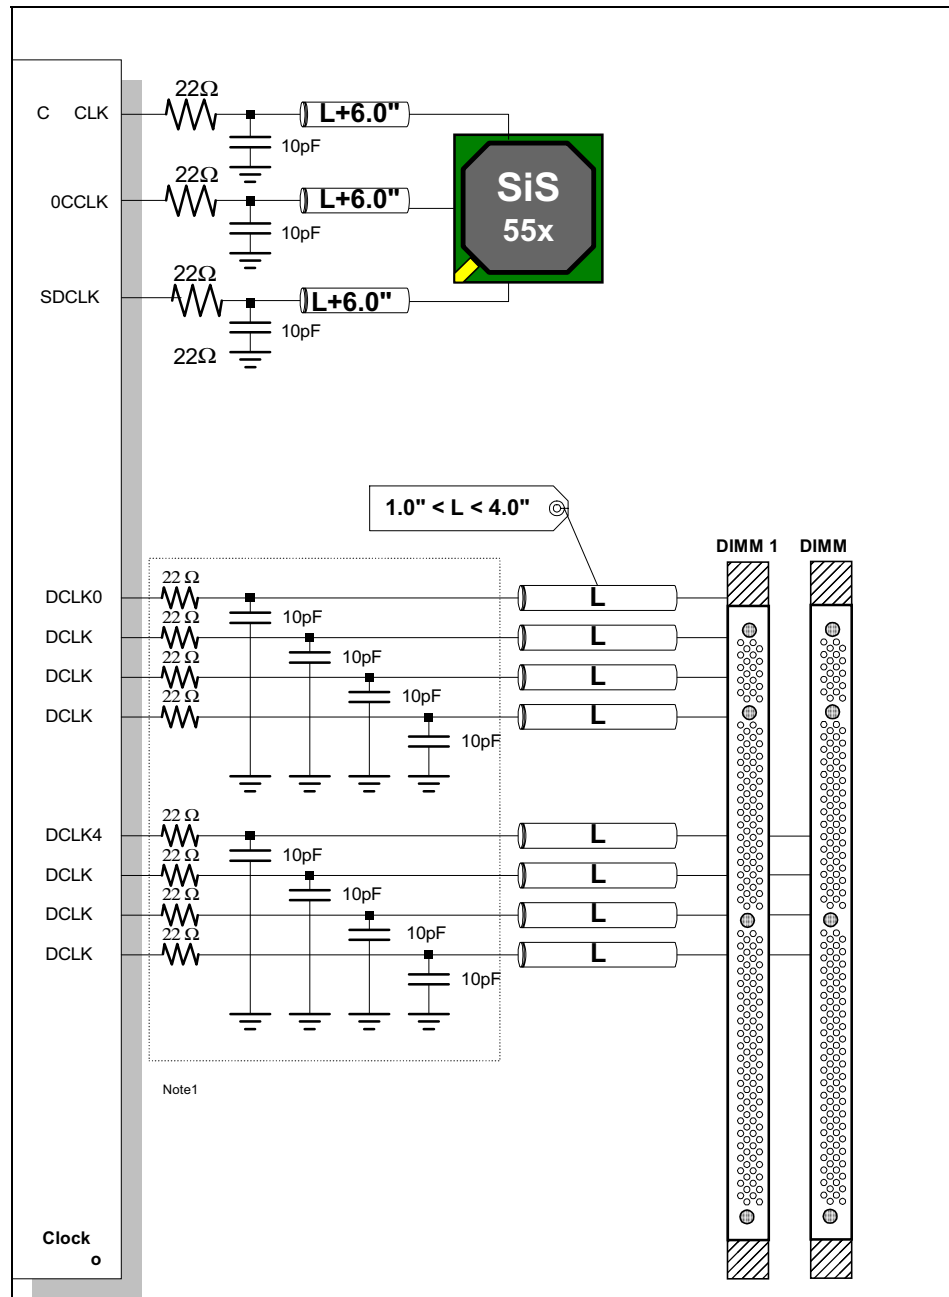 22Ω
C CLK
L+6.0"
10pF
22Ω
0CCLK
L+6.0"
10pF
SiS
55x
22Ω
SDCLK
L+6.0"
10pF
22Ω
1.0" < L < 4.0"
DIMM 1 DIMM
22 Ω
DCLK0
L
10pF
22 Ω
DCLK
L
10pF
22 Ω
DCLK
L
10pF
22 Ω
DCLK
L
10pF
22 Ω
DCLK4
L
10pF
22 Ω
DCLK
L
10pF
22 Ω
DCLK
L
10pF
22 Ω
DCLK
L
10pF
Note1
Clock
o